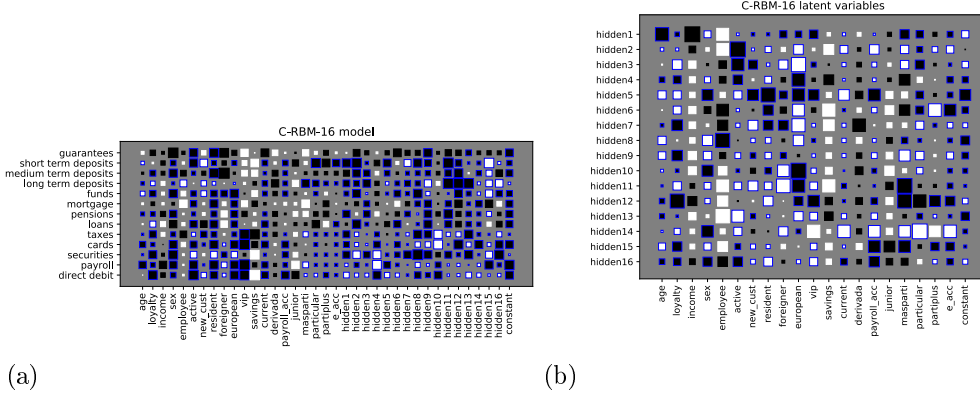 C-RBM-16 model
guarantees
short term deposits
medium term deposits
long term deposits
funds
mortgage
pensions
loans
taxes
cards
securities
payroll
direct debit
age
loyalty
income
sex
employee
active
new_cust
resident
foreigner
european
vip
savings
current
derivada
payroll_acc
junior
masparti
particular
partiplus
e_acc
hidden1
hidden2
hidden3
hidden4
hidden5
hidden6
hidden7
hidden8
hidden9
hidden10
hidden11
hidden12
hidden13
hidden14
hidden15
hidden16
constant
(a)
C-RBM-16 latent variables
hidden1
hidden2
hidden3
hidden4
hidden5
hidden6
hidden7
hidden8
hidden9
hidden10
hidden11
hidden12
hidden13
hidden14
hidden15
hidden16
age
loyalty
income
sex
employee
active
new_cust
resident
foreigner
european
vip
savings
current
derivada
payroll_acc
junior
masparti
particular
partiplus
e_acc
constant
(b)